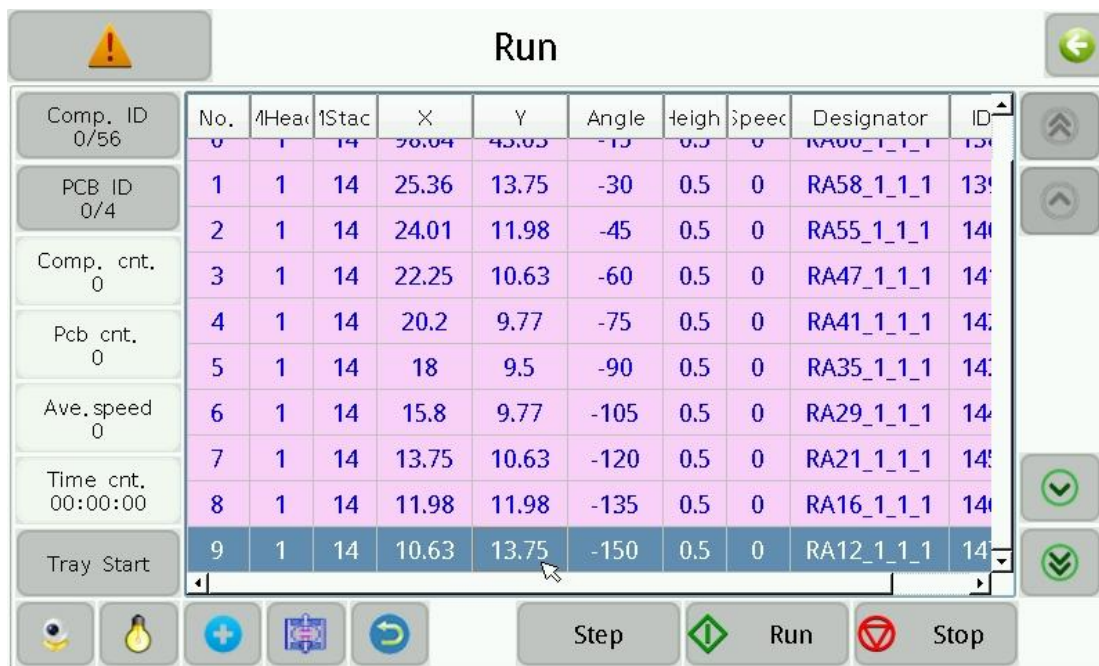 Run
Comp. ID
0/56
PCB ID
0/4
Comp. cnt.
0
Pcb cnt.
0
Ave.speed
0
Time cnt.
00:00:00
Tray Start
No. X Y Angle Heigh Speed Designator ID
1 1 14 25.36 13.75 -30 0.5 0 RA58_1_1_1
2 1 14 24.01 11.98 -45 0.5 0 RA55_1_1_1
3 1 14 22.25 10.63 -60 0.5 0 RA47_1_1_1
4 1 14 20.2 9.77 -75 0.5 0 RA41_1_1_1
5 1 14 18 9.5 -90 0.5 0 RA35_1_1_1
6 1 14 15.8 9.77 -105 0.5 0 RA29_1_1_1
7 1 14 13.75 10.63 -120 0.5 0 RA21_1_1_1
8 1 14 11.98 11.98 -135 0.5 0 RA16_1_1_1
9 1 14 10.63 13.75 -150 0.5 0 RA12_1_1_1
Step Run Stop